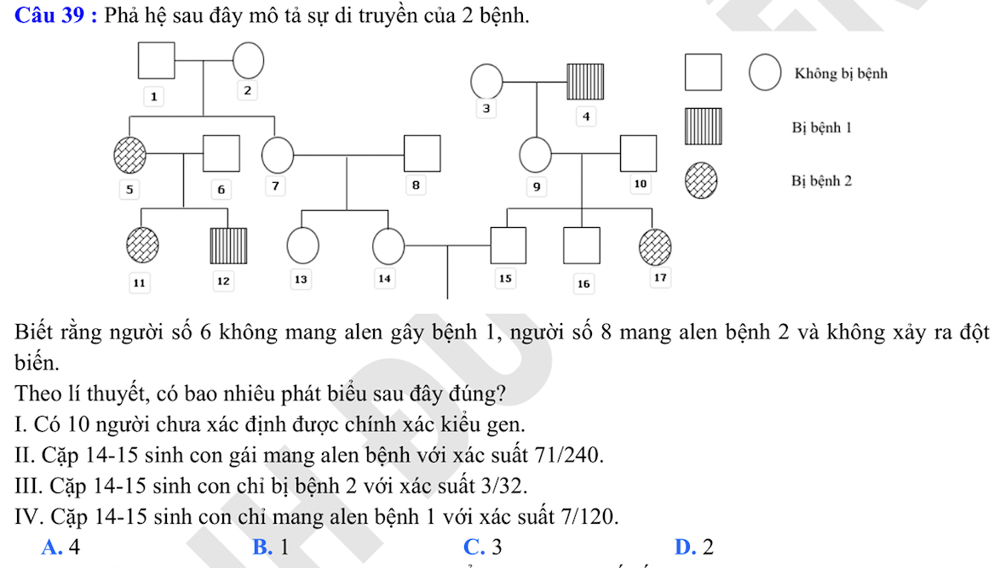 Câu 39 : Phả hệ sau đây mô tả sự di truyền của 2 bệnh.
1
2
3
4
Không bị bệnh
Bị bệnh 1
Bị bệnh 2
5
6
7
8
9
10
11
12
13
14
15
16
17
Biết rằng người số 6 không mang alen gây bệnh 1, người số 8 mang alen bệnh 2 và không xảy ra đột
biến.
Theo lí thuyết, có bao nhiêu phát biểu sau đây đúng?
I. Có 10 người chưa xác định được chính xác kiểu gen.
II. Cặp 14-15 sinh con gái mang alen bệnh với xác suất 71/240.
III. Cặp 14-15 sinh con chỉ bị bệnh 2 với xác suất 3/32.
IV. Cặp 14-15 sinh con chỉ mang alen bệnh 1 với xác suất 7/120.
A. 4 B. 1 C. 3 D. 2